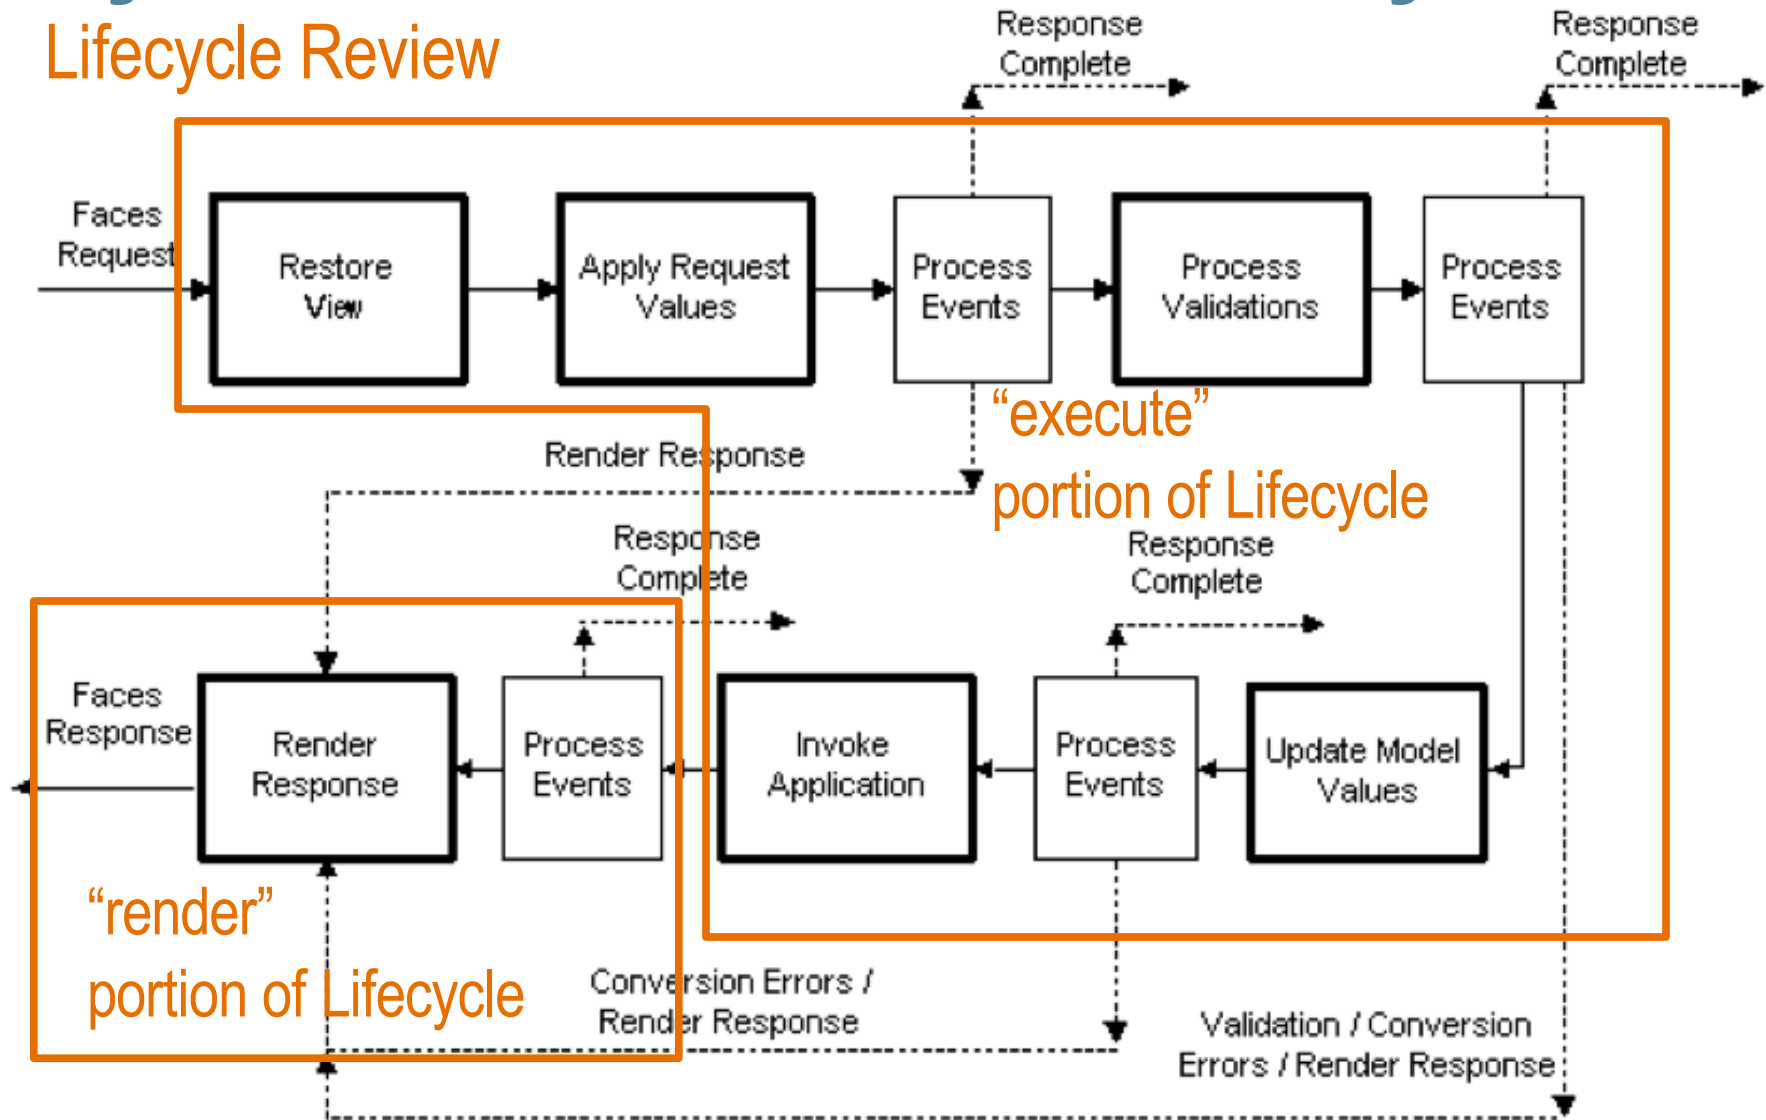 Lifecycle Review
Response
Complete
Response
Complete
Faces
Request
Restore
View
Apply Request
Values
Process
Events
Process
Validations
Process
Events
“execute”
portion of Lifecycle
Render Response
Response
Complete
Response
Complete
Faces
Response
Render
Response
Process
Events
Invoke
Application
Process
Events
Update Model
Values
“render”
portion of Lifecycle
Conversion Errors /
Render Response
Validation / Conversion
Errors / Render Response